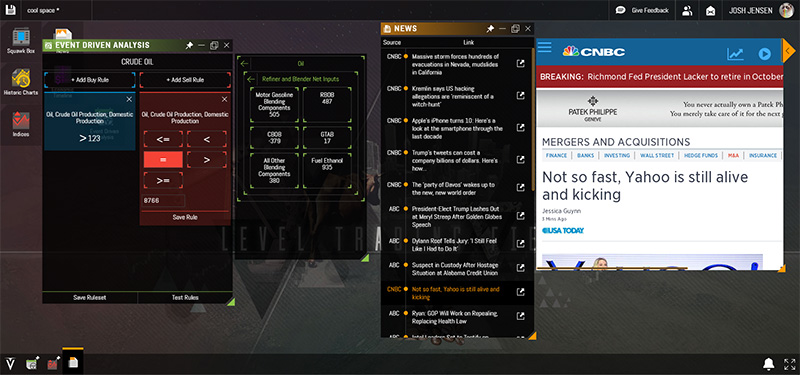 cool space *
Give Feedback
JOSH JENSEN
Squawk Box
News
Historic Charts
Indices
EVENT DRIVEN ANALYSIS
CRUDE OIL
+ Add Buy Rule
+ Add Sell Rule
Oil, Crude Oil Production, Domestic
Production
> 123
Oil, Crude Oil Production, Domestic
Production
<=
<
=
>
>=
8766
Save Rule
Save Ruleset
Test Rules
Oil
Refiner and Blender Net Inputs
Motor Gasoline
Blending
Components
505
RBOB
487
CBOB
-379
GTAB
17
All Other
Blending
Components
380
Fuel Ethanol
935
NEWS
Source
Link
CNBC
Massive storm forces hundreds of
evacuations in Nevada, mudslides
in California
CNBC
Kremlin says US hacking
allegations are 'reminiscent of a
witch-hunt'
CNBC
Apple's iPhone turns 10: Here's a
look at the smartphone through the
last decade
CNBC
Trump's tweets can cost a
company billions of dollars. Here's
how...
CNBC
The 'party of Davos' wakes up to
the new, new world order
ABC
President-Elect Trump Lashes Out
at Meryl Streep After Golden Globes
Speech
ABC
Dylann Roof Tells Jury: 'I Still Feel
Like I Had to Do It'
ABC
Suspect in Custody After Hostage
Situation at Alabama Credit Union
CNBC
Not so fast, Yahoo is still alive and
kicking
ABC
Ryan: GOP Will Work on Repealing,
Replacing Health Law
ABC
Intel Leaders Set to Testify on
CNBC
BREAKING: Richmond Fed President Lacker to retire in October
PATEK PHILIPPE
GENEVE
You never actually own a Patek P
You merely take care of it for the next g
MERGERS AND ACQUISITIONS
FINANCE
BANKS
INVESTING
WALL STREET
HEDGE FUNDS
M&A
INSURANCE
Not so fast, Yahoo is still alive
and kicking
Jessica Guynn
3 Mins Ago
USA TODAY